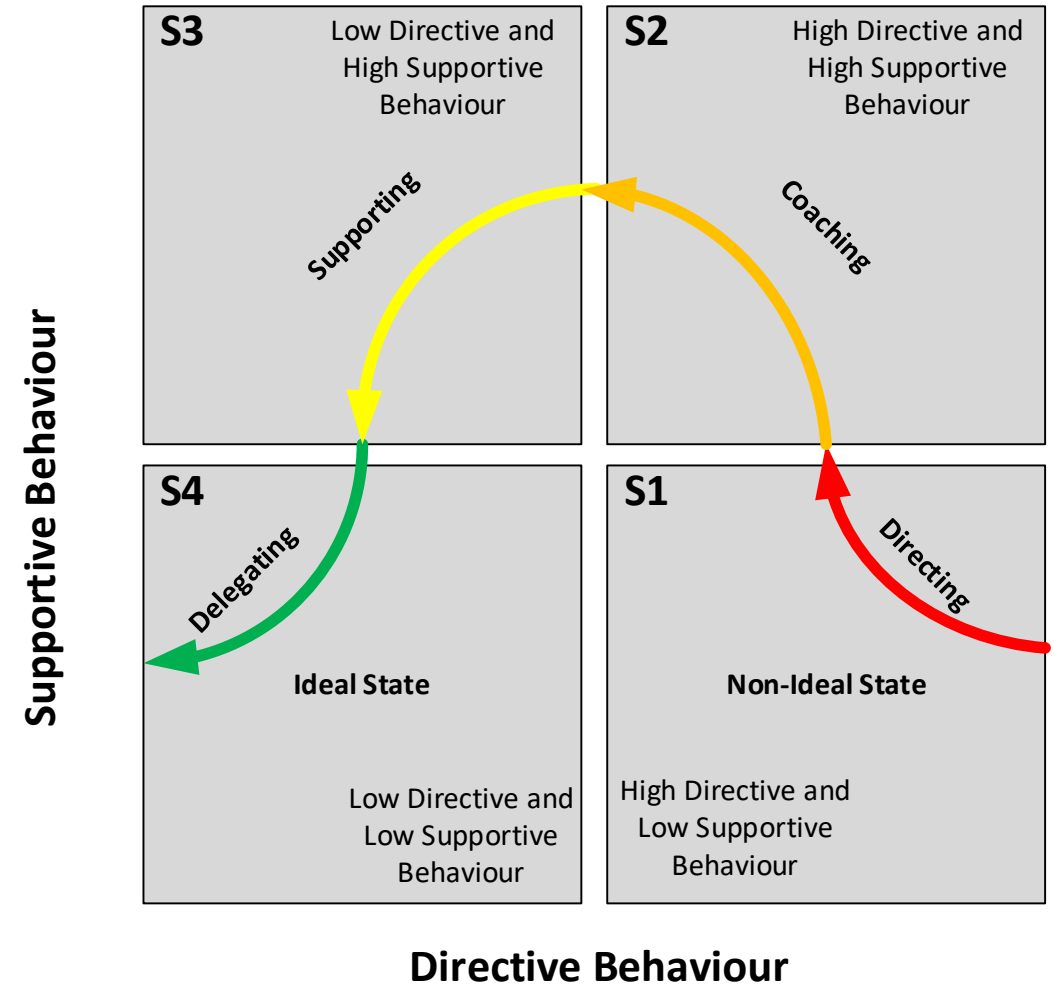 S3
Low Directive and
High Supportive
Behaviour
Supporting
S2
High Directive and
High Supportive
Behaviour
Coaching
S4
Delegating
Ideal State
Low Directive and
Low Supportive
Behaviour
S1
Directing
Non-Ideal State
High Directive and
Low Supportive
Behaviour
Supportive Behaviour
Directive Behaviour